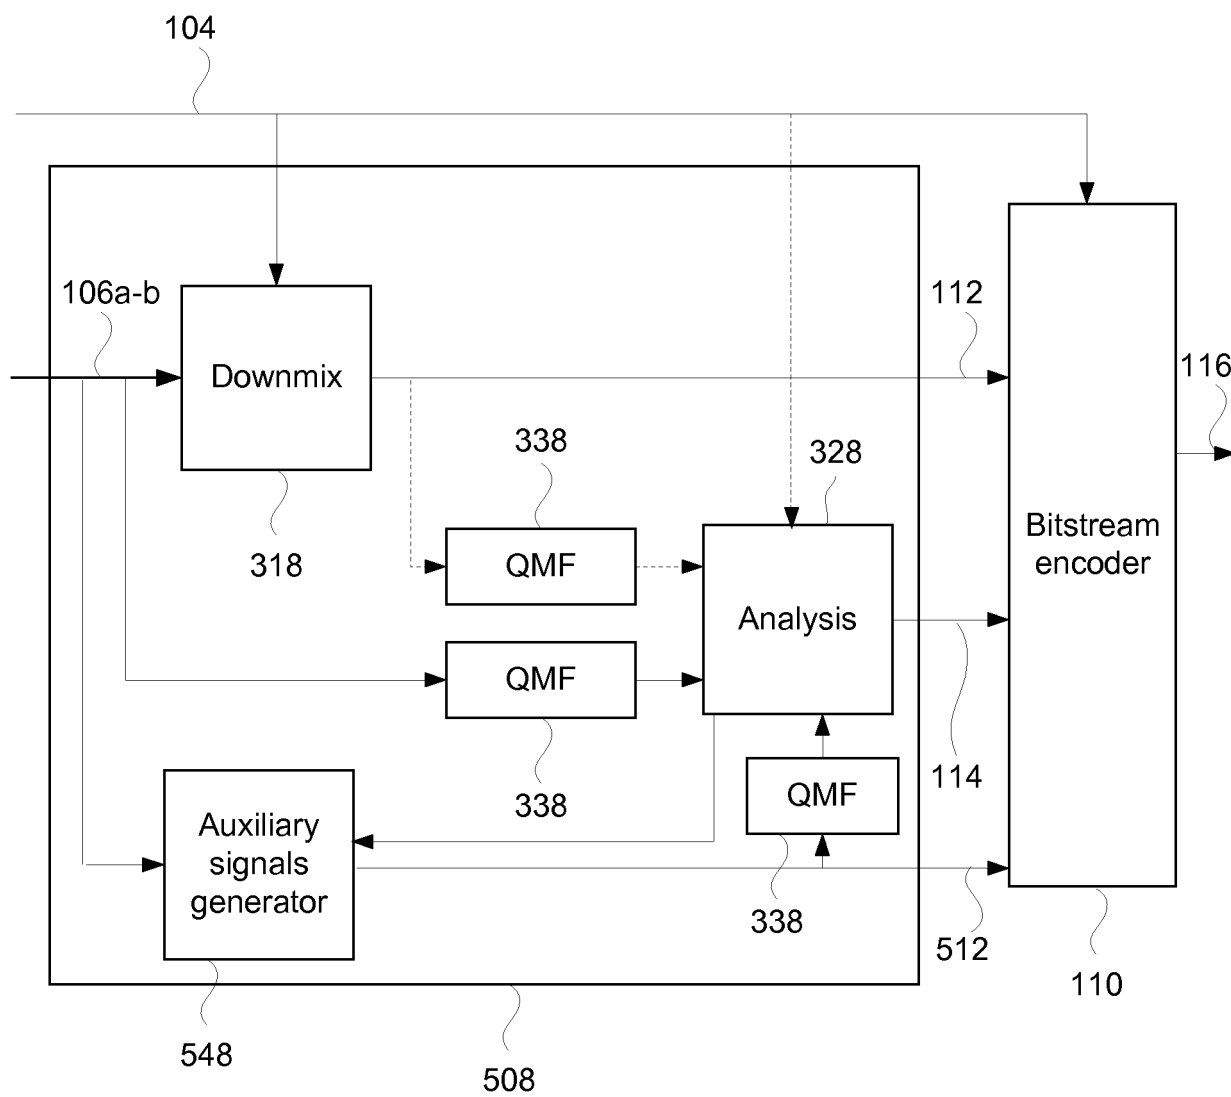 104
106a-b
112
116
Downmix
338
328
318
QMF
Bitstream
encoder
Analysis
QMF
114
338
QMF
Auxiliary
signals
generator
338
512
110
548
508